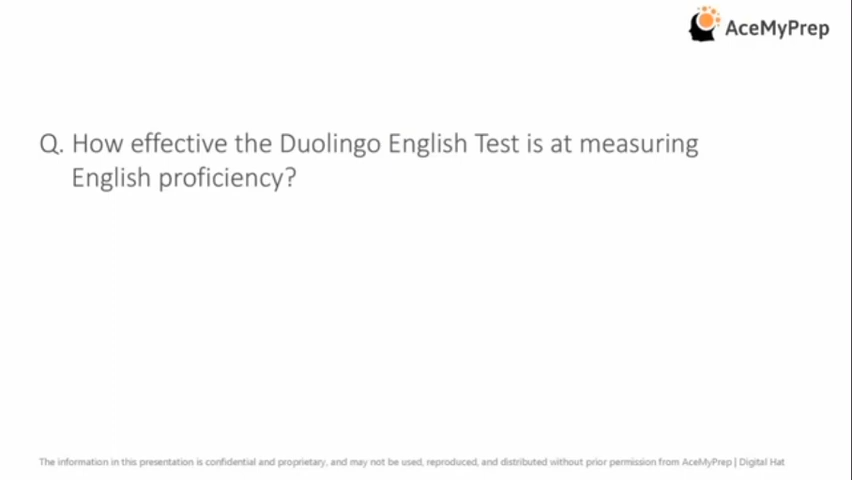 AceMyPrep
Q. How effective the Duolingo English Test is at measuring
English proficiency?
The information in this presentation is confidential and proprietary, and may not be used, reproduced, and distributed without prior permission from AceMyPrep | Digital Hat